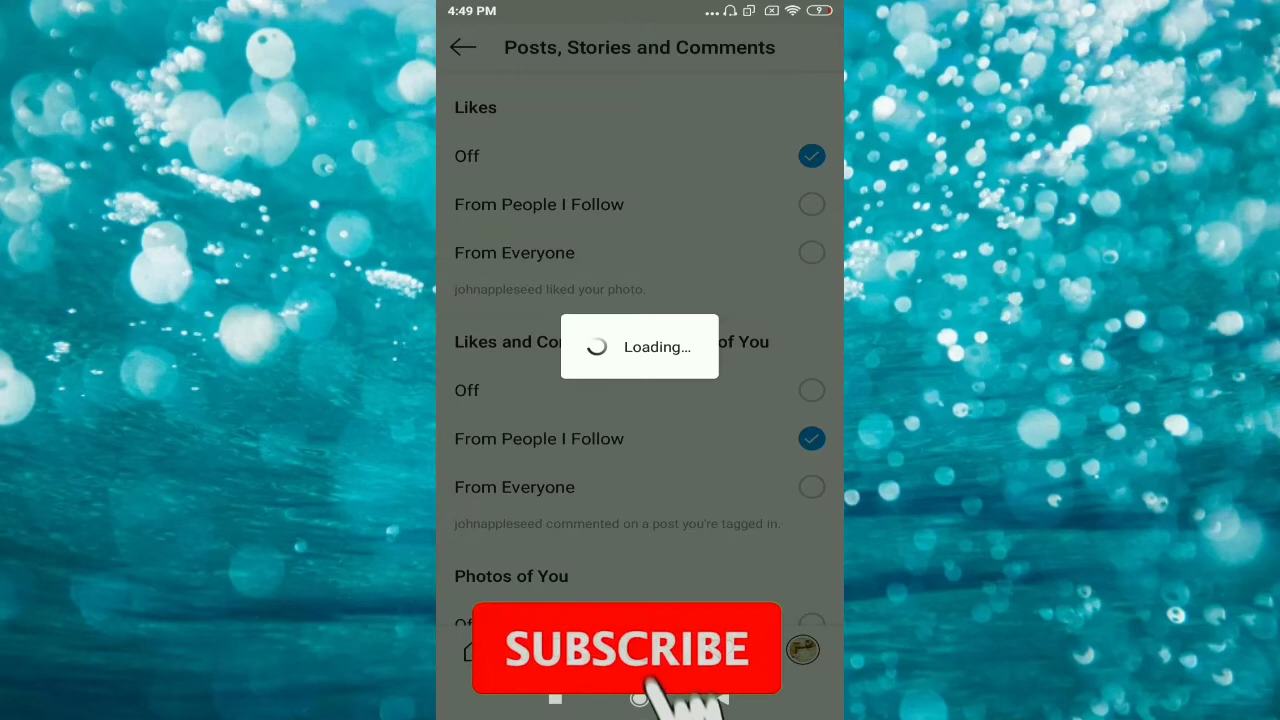 4:49 PM
9
Posts, Stories and Comments
Likes
Off
From People I Follow
From Everyone
johnappleseed liked your photo.
Likes and Co of You
Loading...
Off
From People I Follow
From Everyone
johnappleseed commented on a post you're tagged in.
Photos of You
SUBSCRIBE